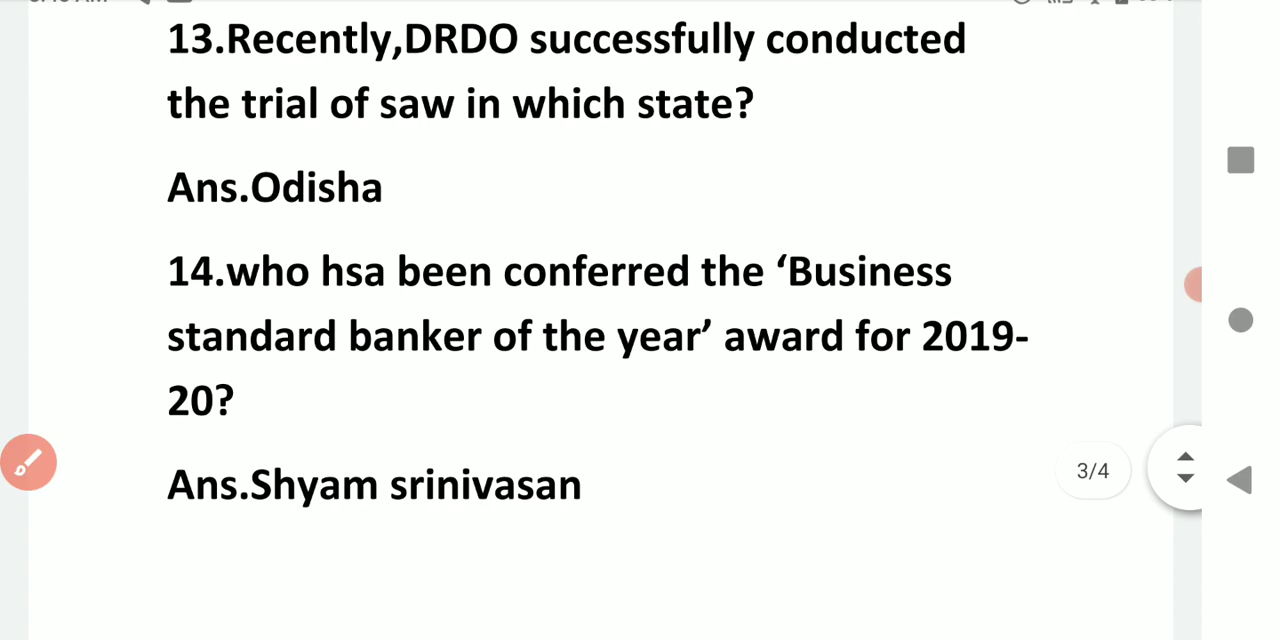 13.Recently,DRDO successfully conducted
the trial of saw in which state?
Ans.Odisha
14.who hsa been conferred the ‘Business
standard banker of the year’ award for 2019-
20?
Ans.Shyam srinivasan
3/4